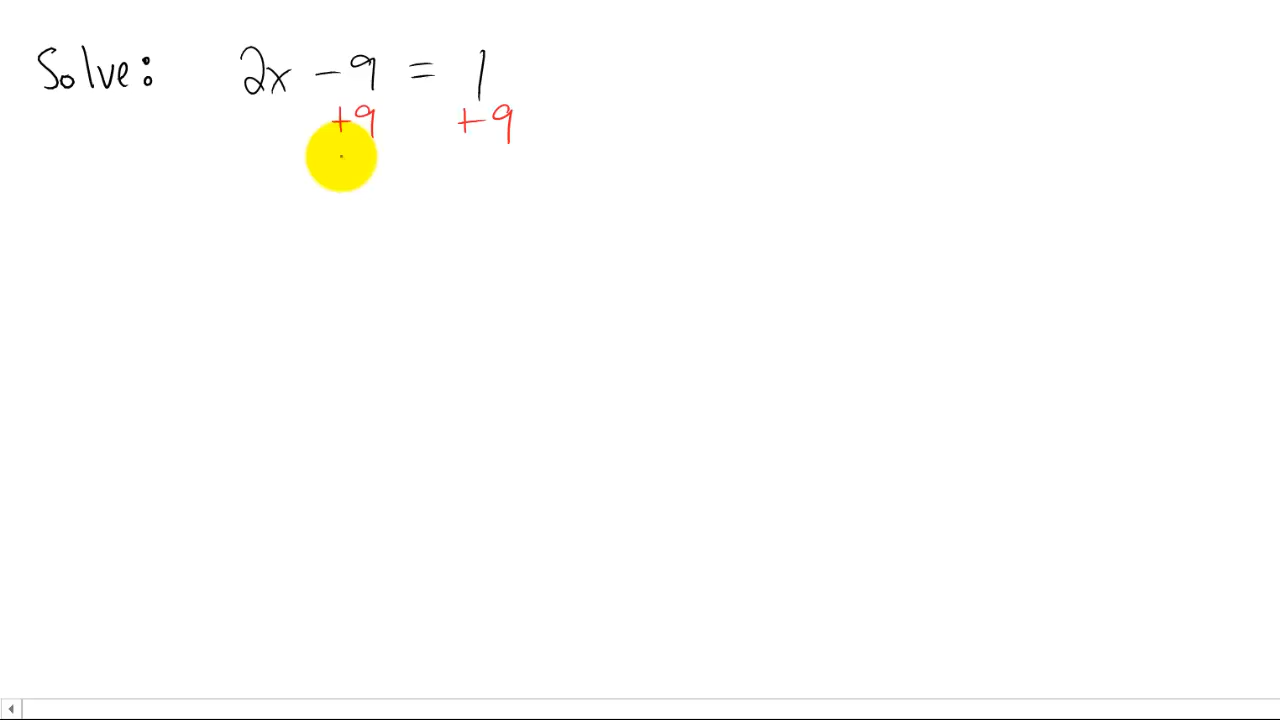 Solve: 2x - 9 = 1
+9 +9